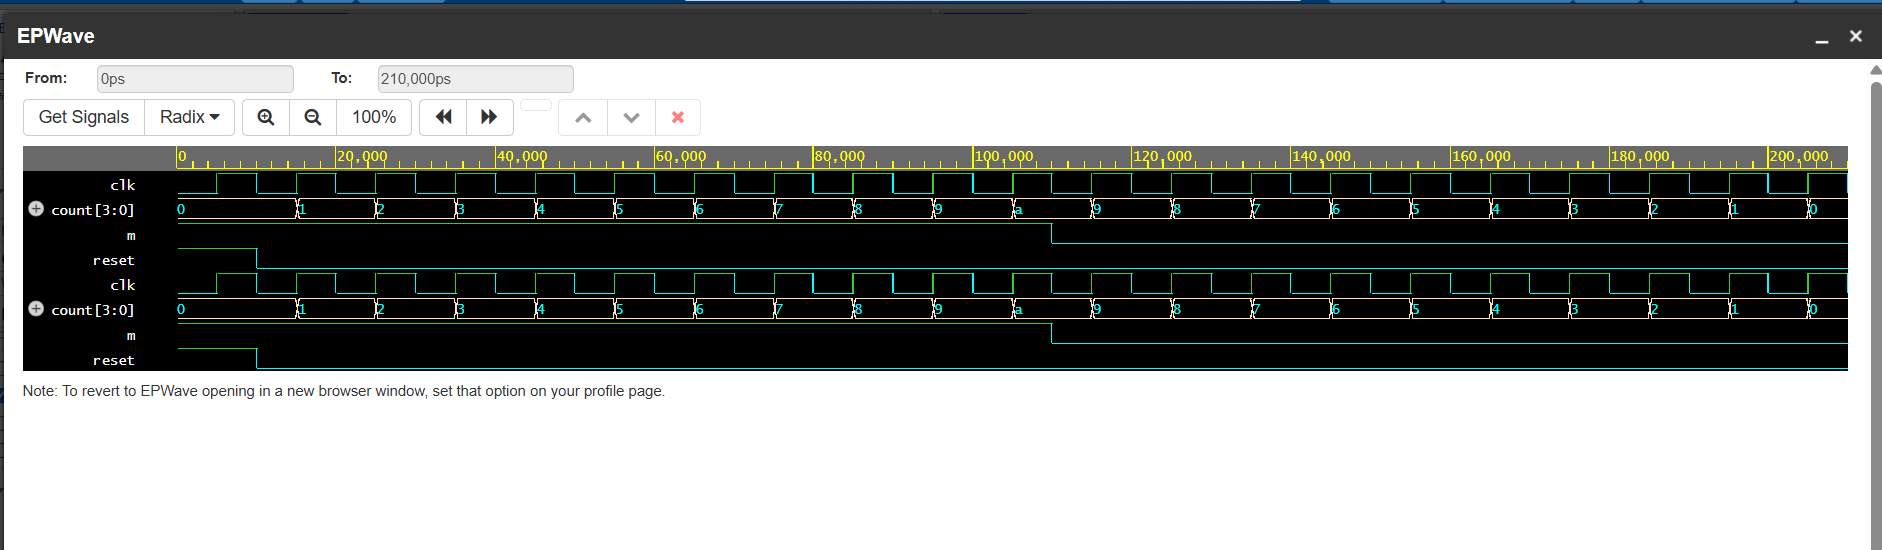 EPWave
From: 0ps To: 210,000ps
Get Signals Radix 100%
0 20,000 40,000 60,000 80,000 100,000 120,000 140,000 160,000 180,000 200,000
clk
count[3:0] 0 1 2 3 4 5 6 7 8 9 a 9 8 7 6 5 4 3 2 1 0
m
reset
clk
count[3:0] 0 1 2 3 4 5 6 7 8 9 a 9 8 7 6 5 4 3 2 1 0
m
reset
Note: To revert to EPWave opening in a new browser window, set that option on your profile page.